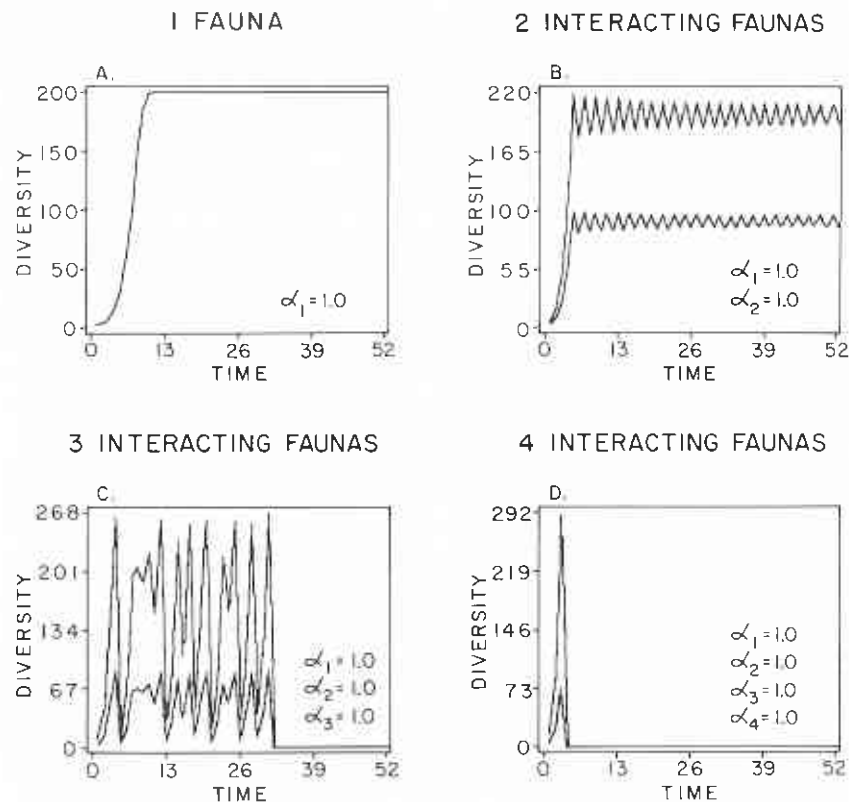 1 FAUNA
A.
200
150
100
50
0
DIVERSITY
α₁=1.0
0 13 26 39 52
TIME
2 INTERACTING FAUNAS
B.
220
165
100
55
0
DIVERSITY
α₁=1.0
α₂=1.0
13 26 39 52
TIME
3 INTERACTING FAUNAS
C.
268
201
134
67
0
DIVERSITY
α₁=1.0
α₂=1.0
α₃=1.0
0 13 26 39 52
TIME
4 INTERACTING FAUNAS
D.
292
219
146
73
0
DIVERSITY
α₁=1.0
α₂=1.0
α₃=1.0
α₄=1.0
0 13 26 39 52
TIME